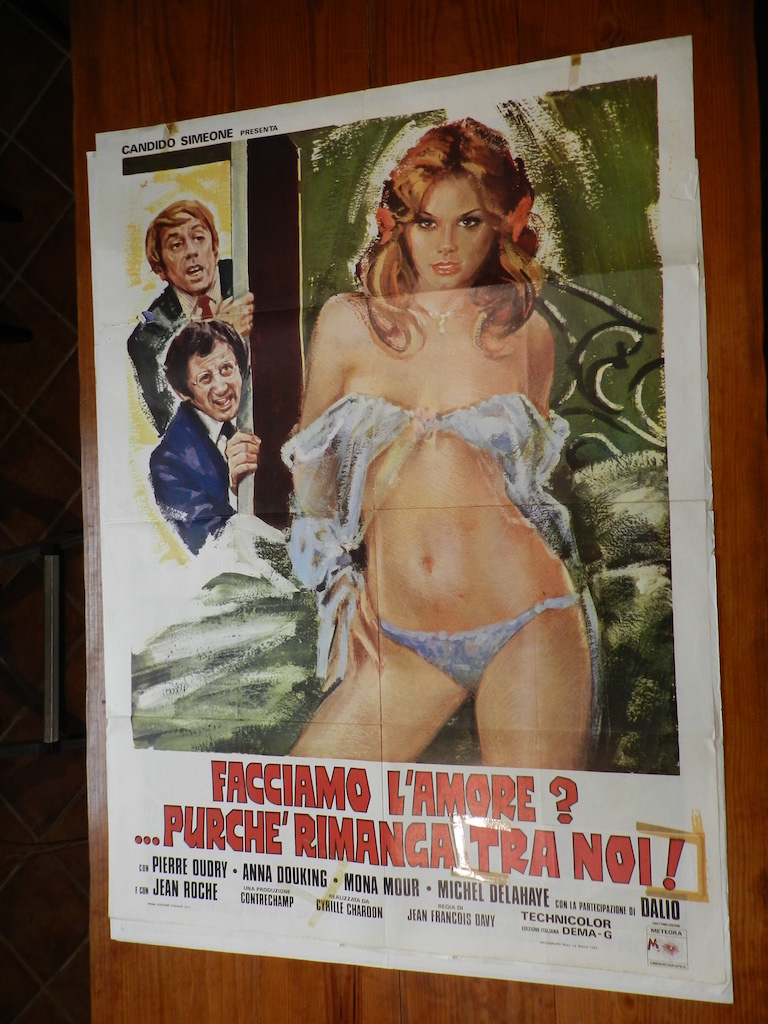 CANDIDO SIMEONE PRESENTA
FACCIAMO L'AMORE?
...PURCHE' RIMANGA TRA NOI!
CON PIERRE OUDRY • ANNA DOUKING • MONA MOUR • MICHEL DELAHAYE CON LA PARTECIPAZIONE DI DALIO
E CON JEAN ROCHE UNA PRODUZIONE CONTRECHAMP REALIZZATA DA CYRILLE CHARDON REGIA DI JEAN FRANCOIS DAVY TECHNICOLOR
EDIZIONE ITALIANA DEMA-G
METEORA
M